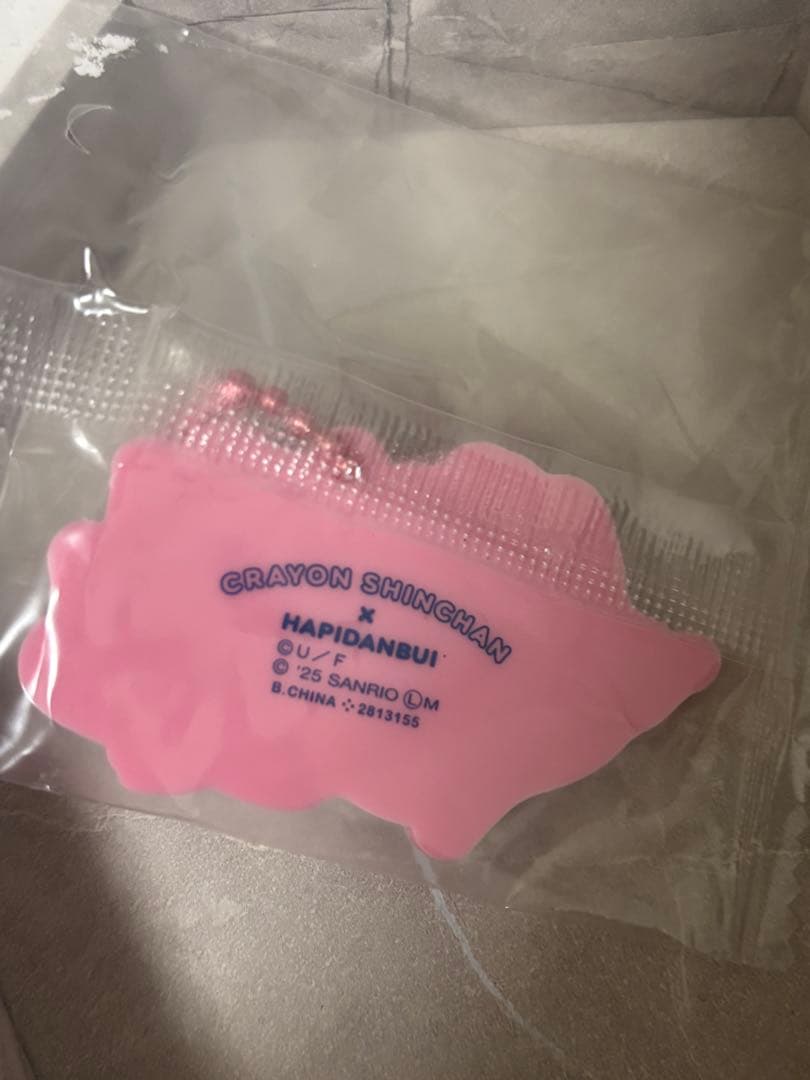 CRAYON SHINCHAN
×
HAPIDANBUI
©U／F
© '25 SANRIO ⓁM
B.CHINA 2813155